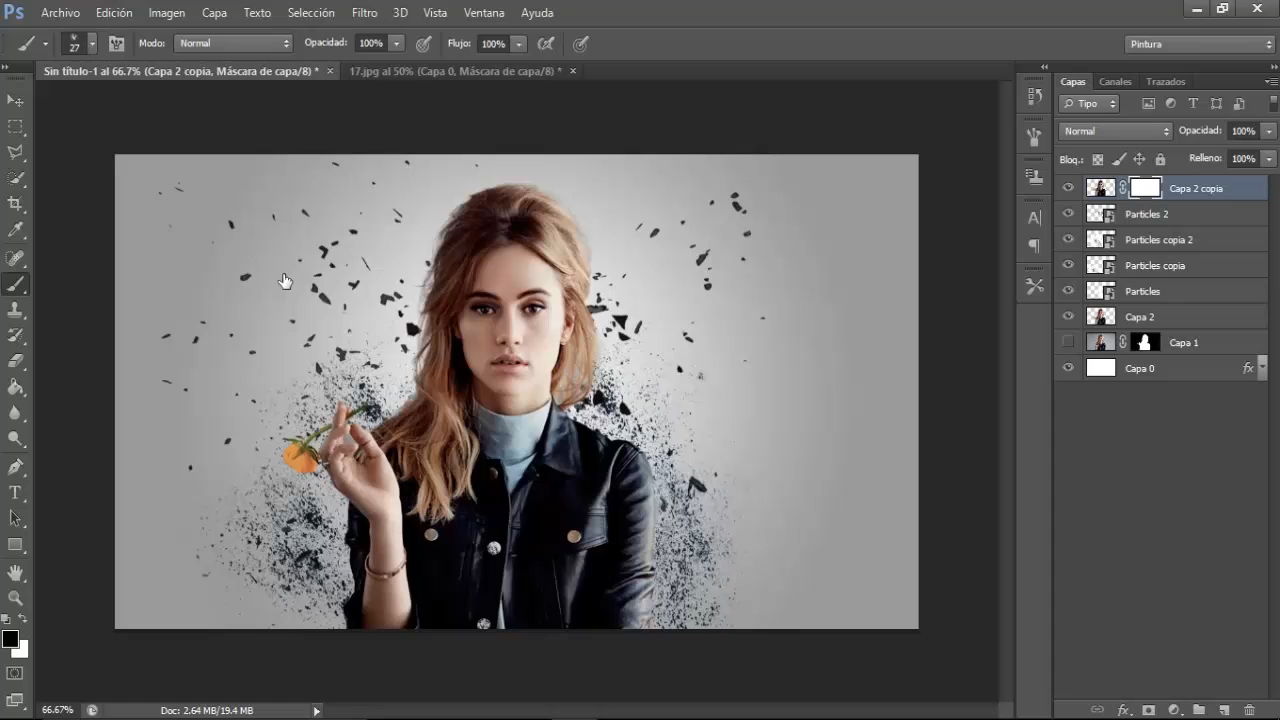 Ps Archivo Edición Imagen Capa Texto Selección Filtro 3D Vista Ventana Ayuda
27 Modo: Normal Opacidad: 100% Flujo: 100% Pintura
Sin título-1 al 66.7% (Capa 2 copia, Máscara de capa/8) * × 17.jpg al 50% (Capa 0, Máscara de capa/8) * ×
Capas Canales Trazados
Tipo
Normal Opacidad: 100%
Bloq.: Relleno: 100%
Capa 2 copia
Particles 2
Particles copia 2
Particles copia
Particles
Capa 2
Capa 1
Capa 0 fx
66.67% Doc: 2.64 MB/19.4 MB fx